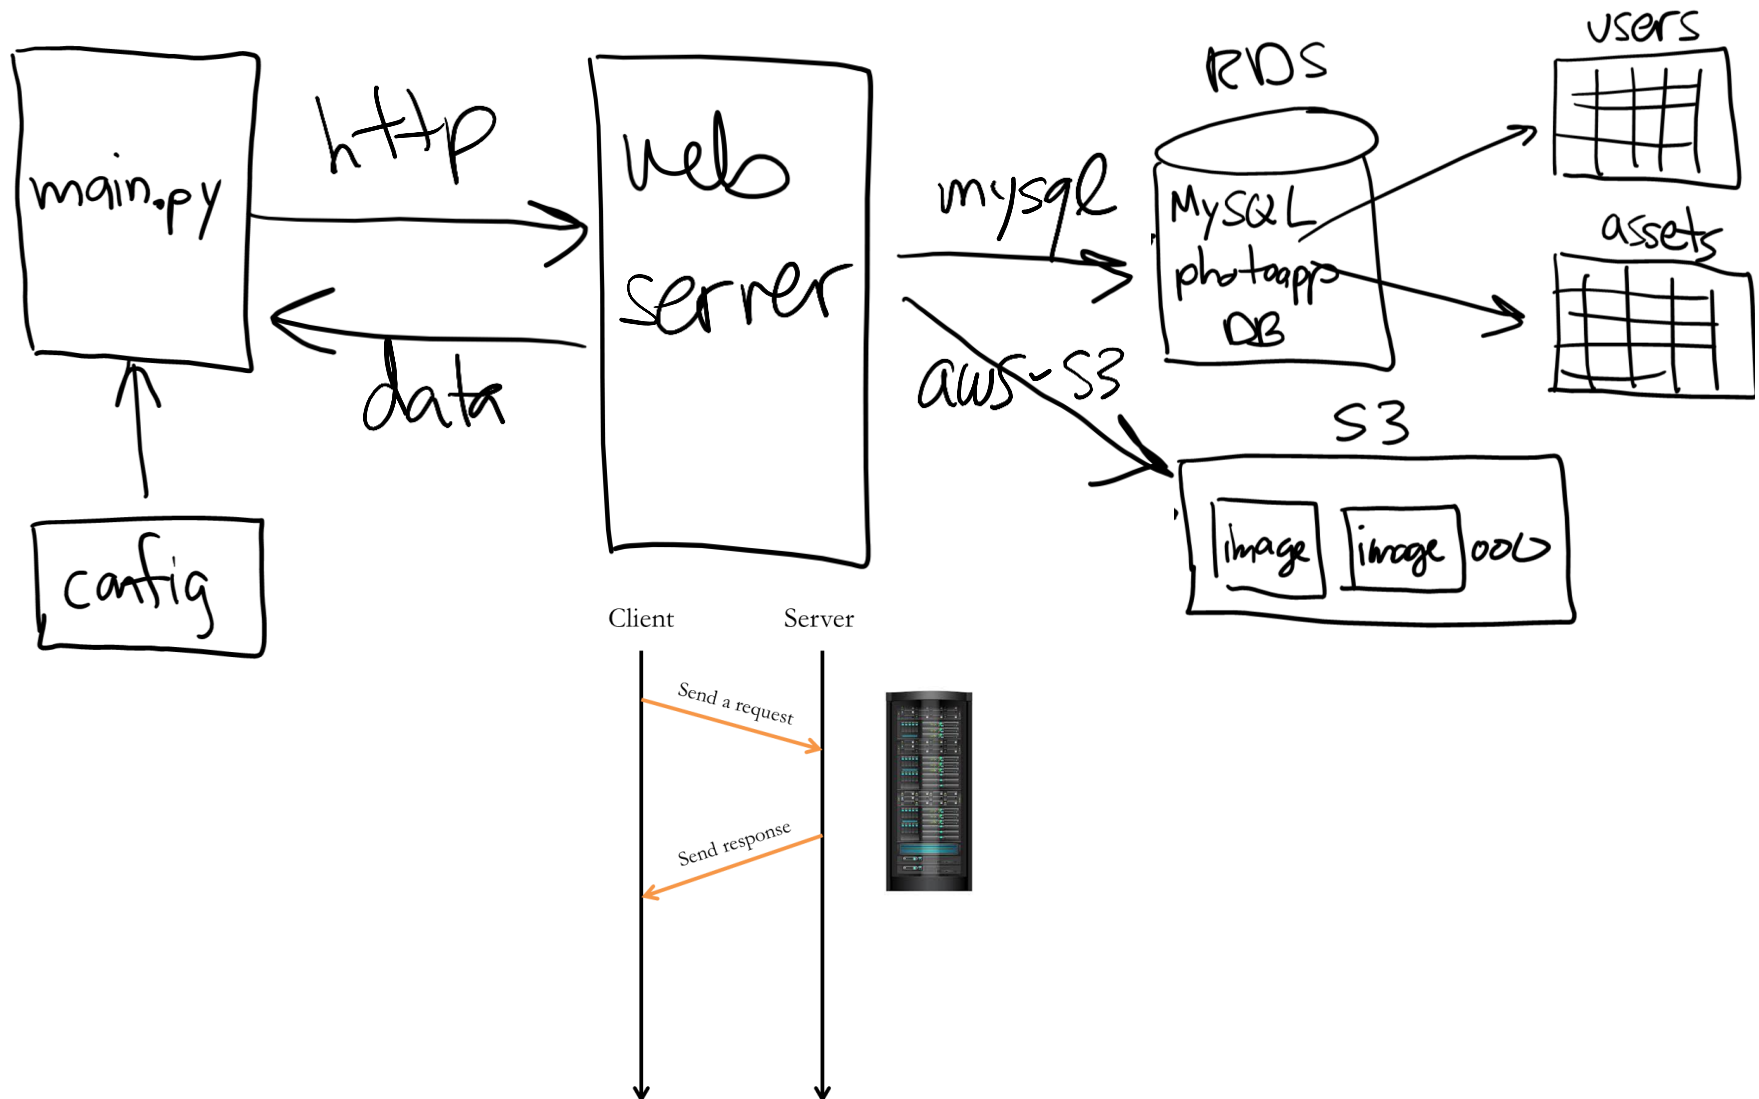 main.py
http
data
config
web
server
mysql
aws-s3
RDS
MySQL
photoapp
DB
users
assets
S3
image
image
Client
Server
Send a request
Send response